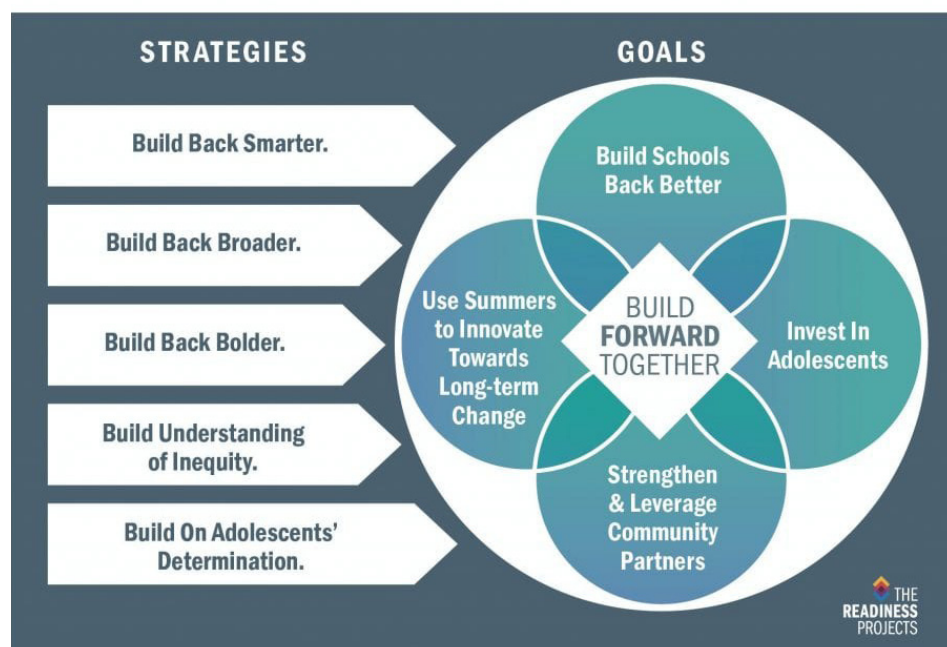 STRATEGIES
Build Back Smarter.
Build Back Broader.
Build Back Bolder.
Build Understanding
of Inequity.
Build On Adolescents’
Determination.
GOALS
Build Schools
Back Better
Use Summers
to Innovate
Towards
Long-term
Change
BUILD
FORWARD
TOGETHER
Invest In
Adolescents
Strengthen
& Leverage
Community
Partners
THE
READINESS
PROJECTS